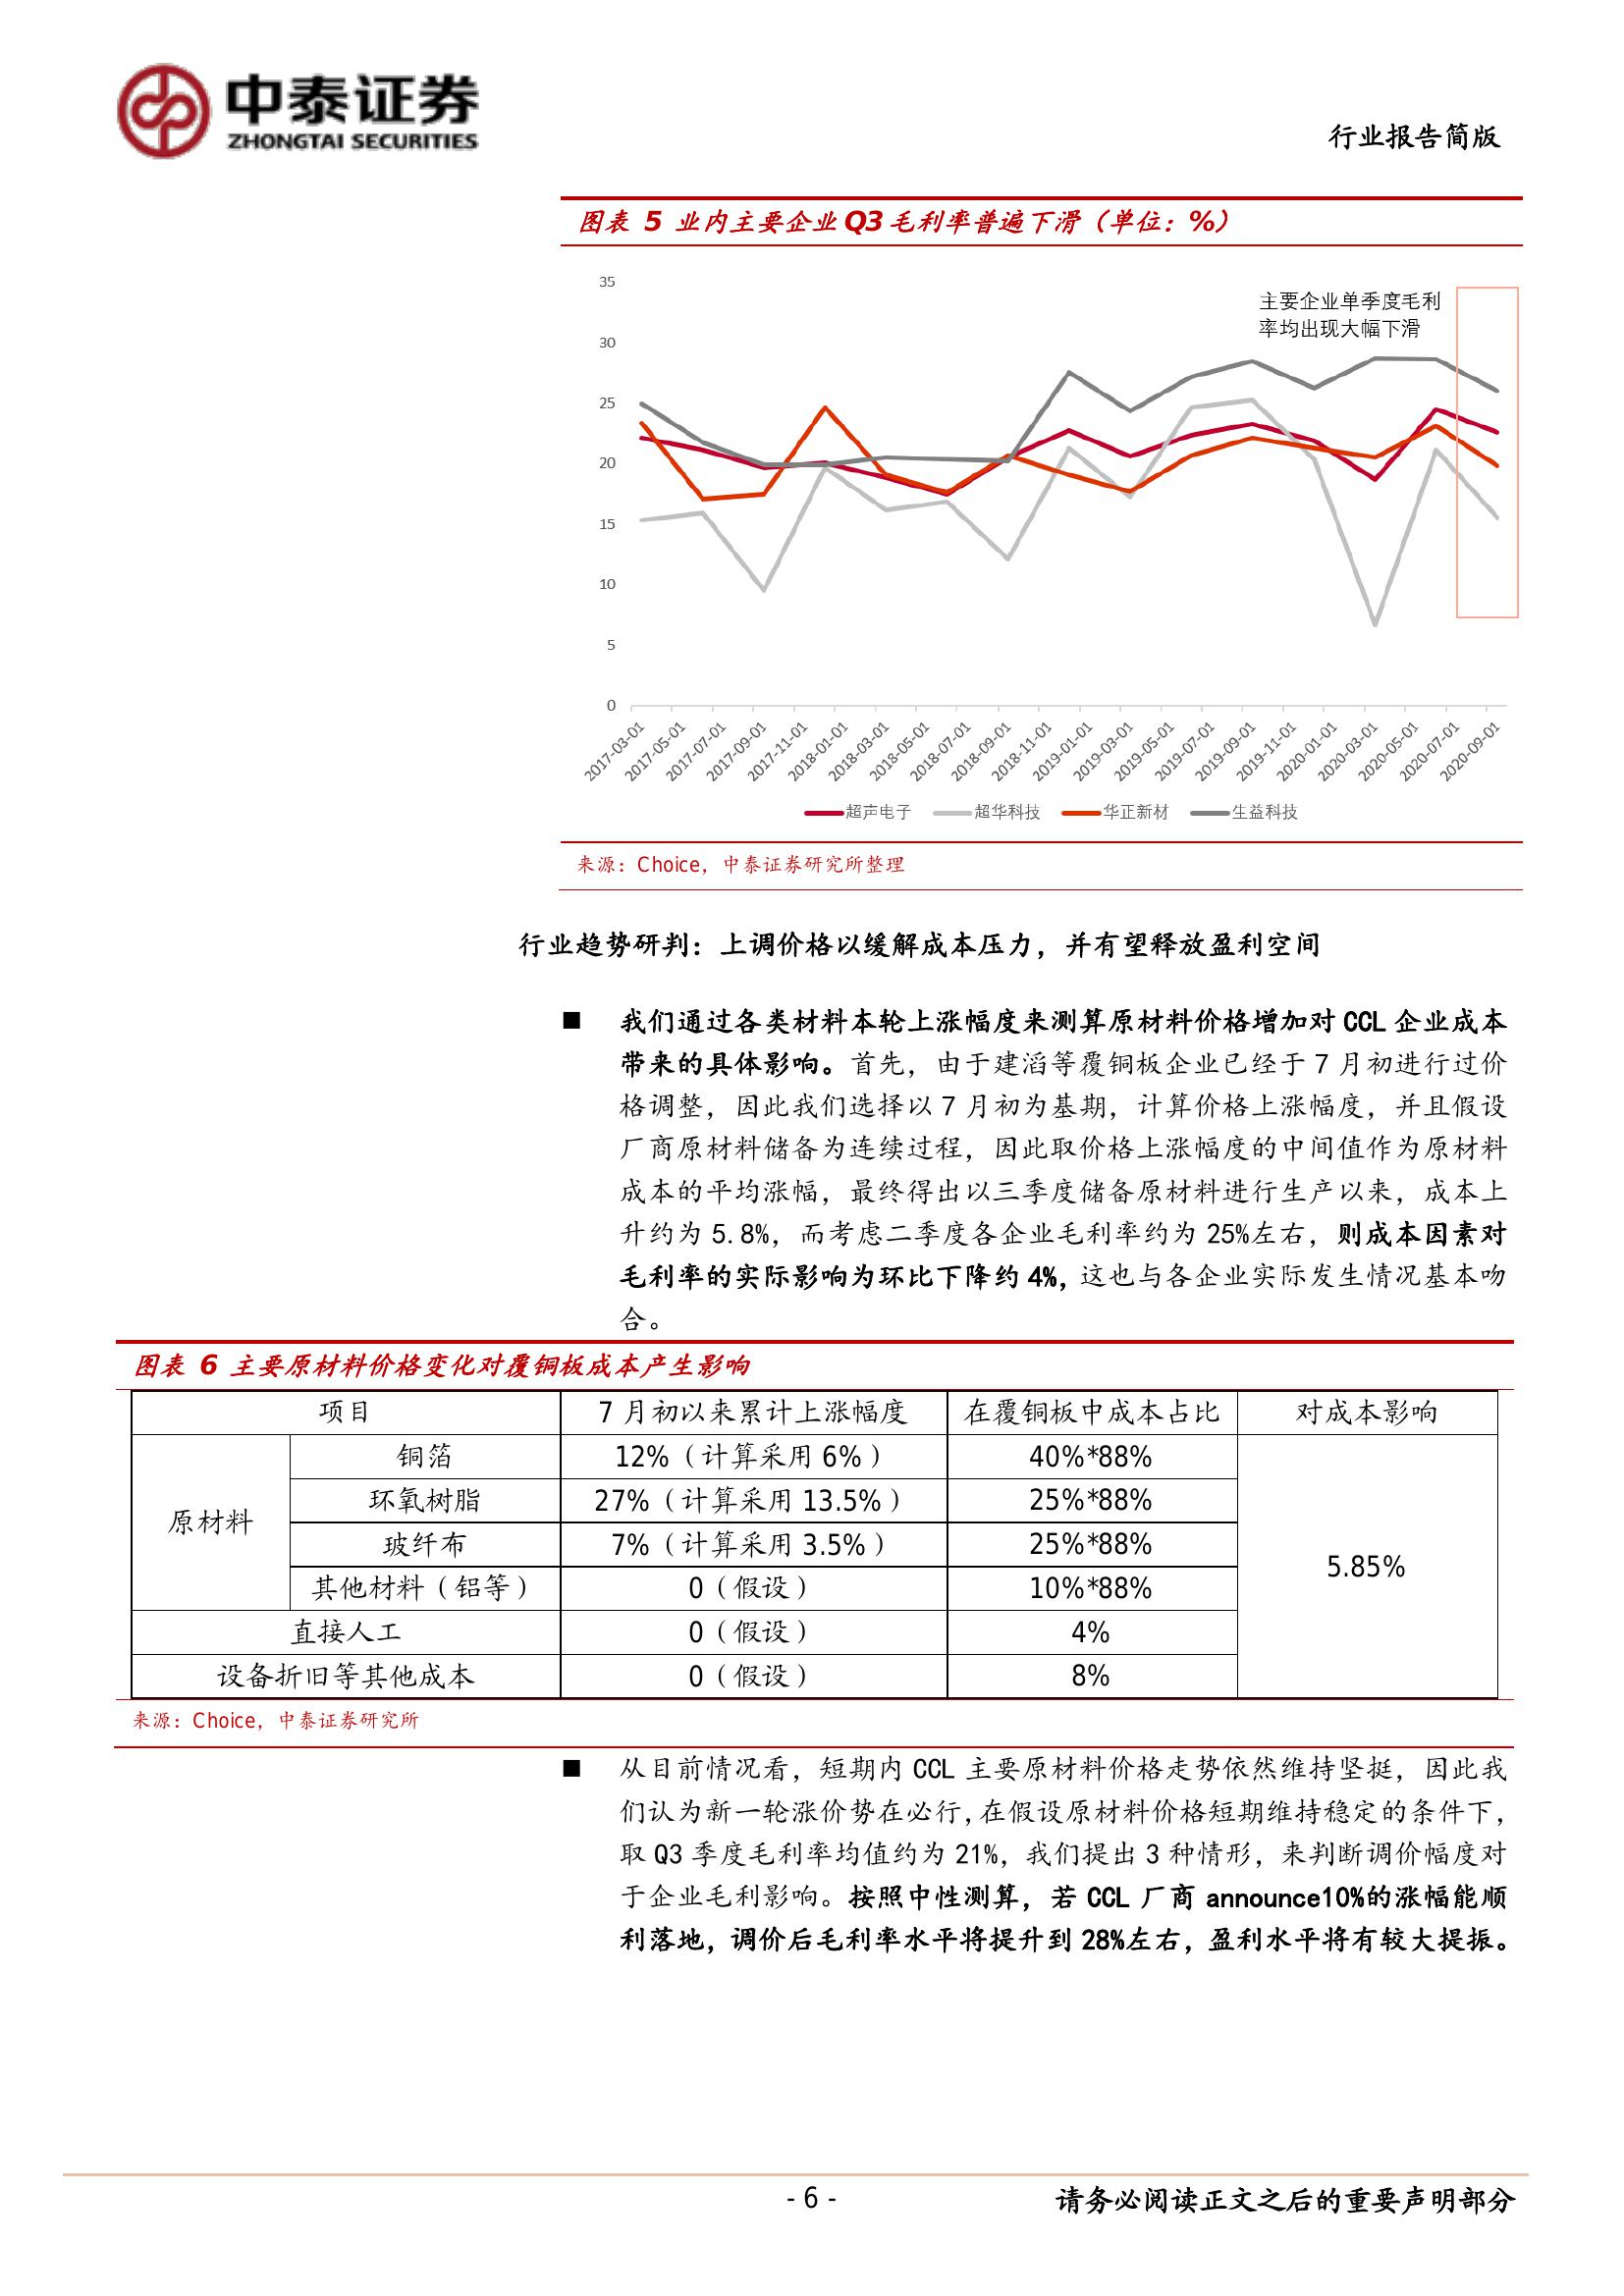 中泰证券
ZHONGTAI SECURITIES
行业报告简版
图表 5 业内主要企业 Q3 毛利率普遍下滑（单位：%）
主要企业单季度毛利
率均出现大幅下滑
35
30
25
20
15
10
5
0
2017-03-01
2017-05-01
2017-07-01
2017-09-01
2017-11-01
2018-01-01
2018-03-01
2018-05-01
2018-07-01
2018-09-01
2018-11-01
2019-01-01
2019-03-01
2019-05-01
2019-07-01
2019-09-01
2019-11-01
2020-01-01
2020-03-01
2020-05-01
2020-07-01
2020-09-01
超声电子 超华科技 华正新材 生益科技
来源：Choice，中泰证券研究所整理
行业趋势研判：上调价格以缓解成本压力，并有望释放盈利空间
■ 我们通过各类材料本轮上涨幅度来测算原材料价格增加对 CCL 企业成本
带来的具体影响。首先，由于建滔等覆铜板企业已经于 7 月初进行过价
格调整，因此我们选择以 7 月初为基期，计算价格上涨幅度，并且假设
厂商原材料储备为连续过程，因此取价格上涨幅度的中间值作为原材料
成本的平均涨幅，最终得出以三季度储备原材料进行生产以来，成本上
升约为 5.8%，而考虑二季度各企业毛利率约为 25%左右，则成本因素对
毛利率的实际影响为环比下降约 4%，这也与各企业实际发生情况基本吻
合。
图表 6 主要原材料价格变化对覆铜板成本产生影响
项目 7 月初以来累计上涨幅度 在覆铜板中成本占比 对成本影响
原材料 铜箔 12%（计算采用 6%） 40%*88% 5.85%
环氧树脂 27%（计算采用 13.5%） 25%*88%
玻纤布 7%（计算采用 3.5%） 25%*88%
其他材料（铝等） 0（假设） 10%*88%
直接人工 0（假设） 4%
设备折旧等其他成本 0（假设） 8%
来源：Choice，中泰证券研究所
■ 从目前情况看，短期内 CCL 主要原材料价格走势依然维持坚挺，因此我
们认为新一轮涨价势在必行，在假设原材料价格短期维持稳定的条件下，
取 Q3 季度毛利率均值约为 21%，我们提出 3 种情形，来判断调价幅度对
于企业毛利影响。按照中性测算，若 CCL 厂商 announce10%的涨幅能顺
利落地，调价后毛利率水平将提升到 28%左右，盈利水平将有较大提振。
- 6 -
请务必阅读正文之后的重要声明部分